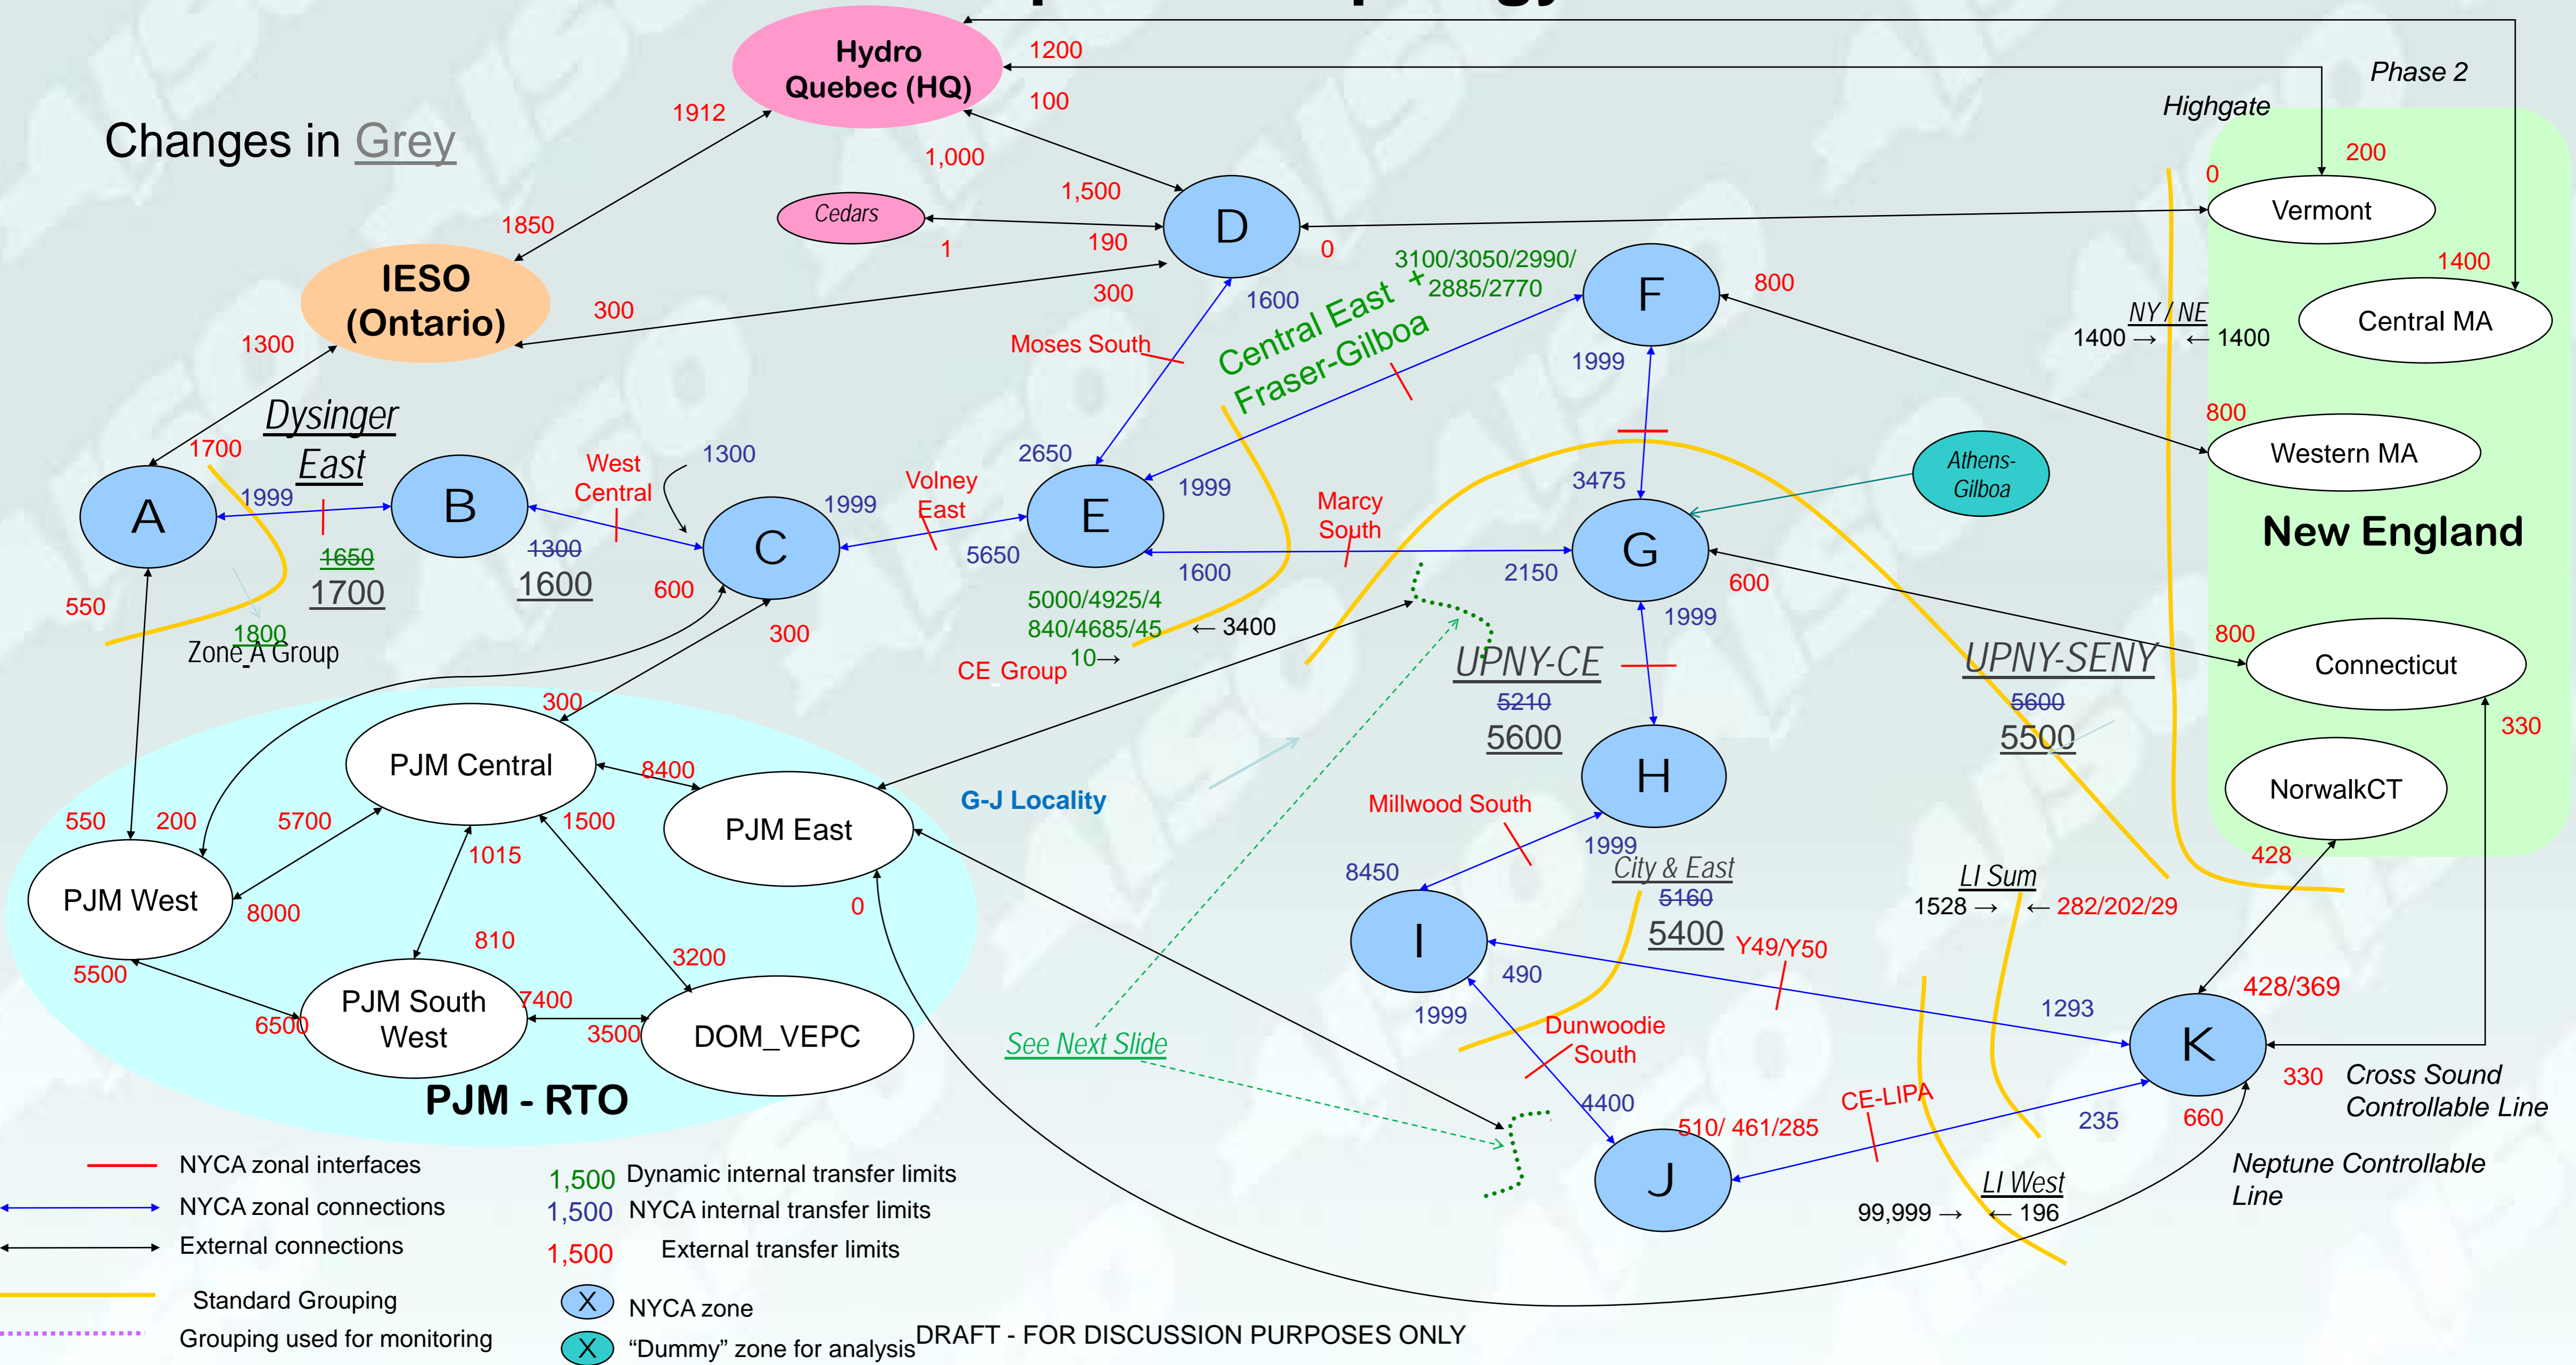 Hydro
Quebec (HQ)
1200
100
Phase 2
Highgate
1912
Changes in Grey
1,000
1,500
Cedars
1
190
D
0
200
0
Vermont
1850
IESO
(Ontario)
300
300
1600
3100/3050/2990/
2885/2770
Central East +
Fraser-Gilboa
F
800
1400
Central MA
NY / NE
1400 →
← 1400
1300
Moses South
1999
Dysinger
East
1700
1999
A
B
1650
1700
West
Central
1300
1300
1600
C
1999
600
300
Volney
East
5650
2650
E
1999
1600
Marcy
South
3475
2150
G
600
1999
Athens-
Gilboa
800
Western MA
New England
550
1800
Zone_A Group
5000/4925/4
840/4685/45
10→
← 3400
CE_Group
UPNY-CE
5210
5600
UPNY-SENY
5600
5500
800
Connecticut
330
NorwalkCT
428
300
PJM Central
8400
PJM East
0
G-J Locality
H
Millwood South
1999
8450
City & East
5160
5400
LI Sum
1528 →
← 282/202/29
550
200
5700
1500
1015
PJM West
8000
5500
810
3200
PJM South
West
6500
7400
3500
DOM_VEPC
PJM - RTO
I
490
1999
Y49/Y50
1293
K
428/369
330
Cross Sound
Controllable Line
See Next Slide
Dunwoodie
South
4400
510/ 461/285
CE-LIPA
235
660
J
LI West
99,999 →
← 196
Neptune Controllable
Line
NYCA zonal interfaces
NYCA zonal connections
External connections
Standard Grouping
Grouping used for monitoring
1,500
Dynamic internal transfer limits
1,500
NYCA internal transfer limits
1,500
External transfer limits
X
NYCA zone
X
“Dummy” zone for analysis
DRAFT - FOR DISCUSSION PURPOSES ONLY